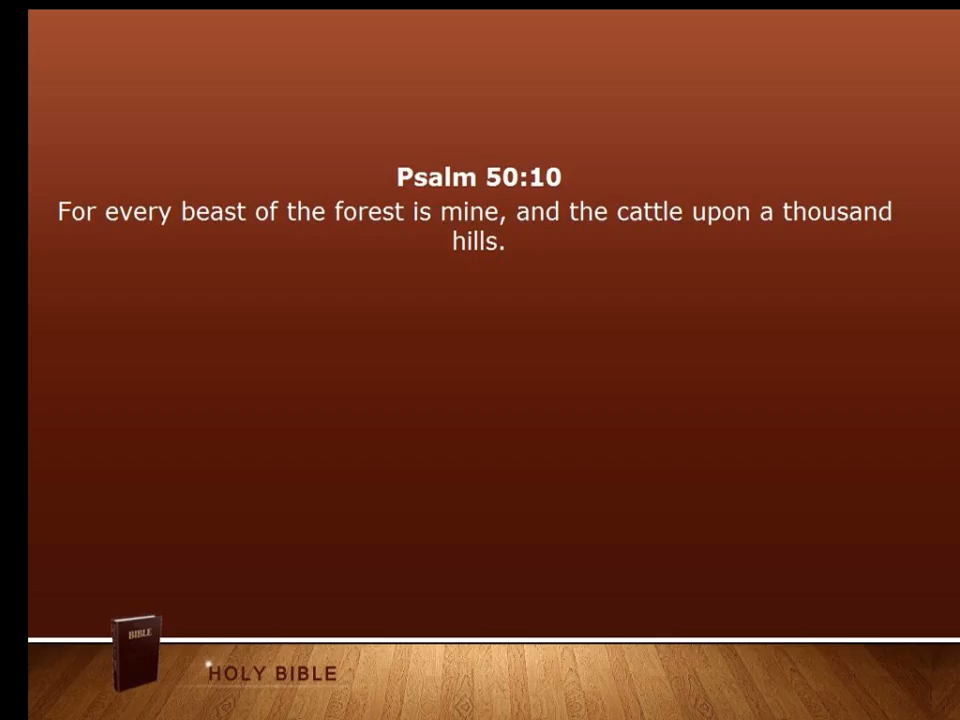 Psalm 50:10
For every beast of the forest is mine, and the cattle upon a thousand
hills.
BIBLE
HOLY BIBLE